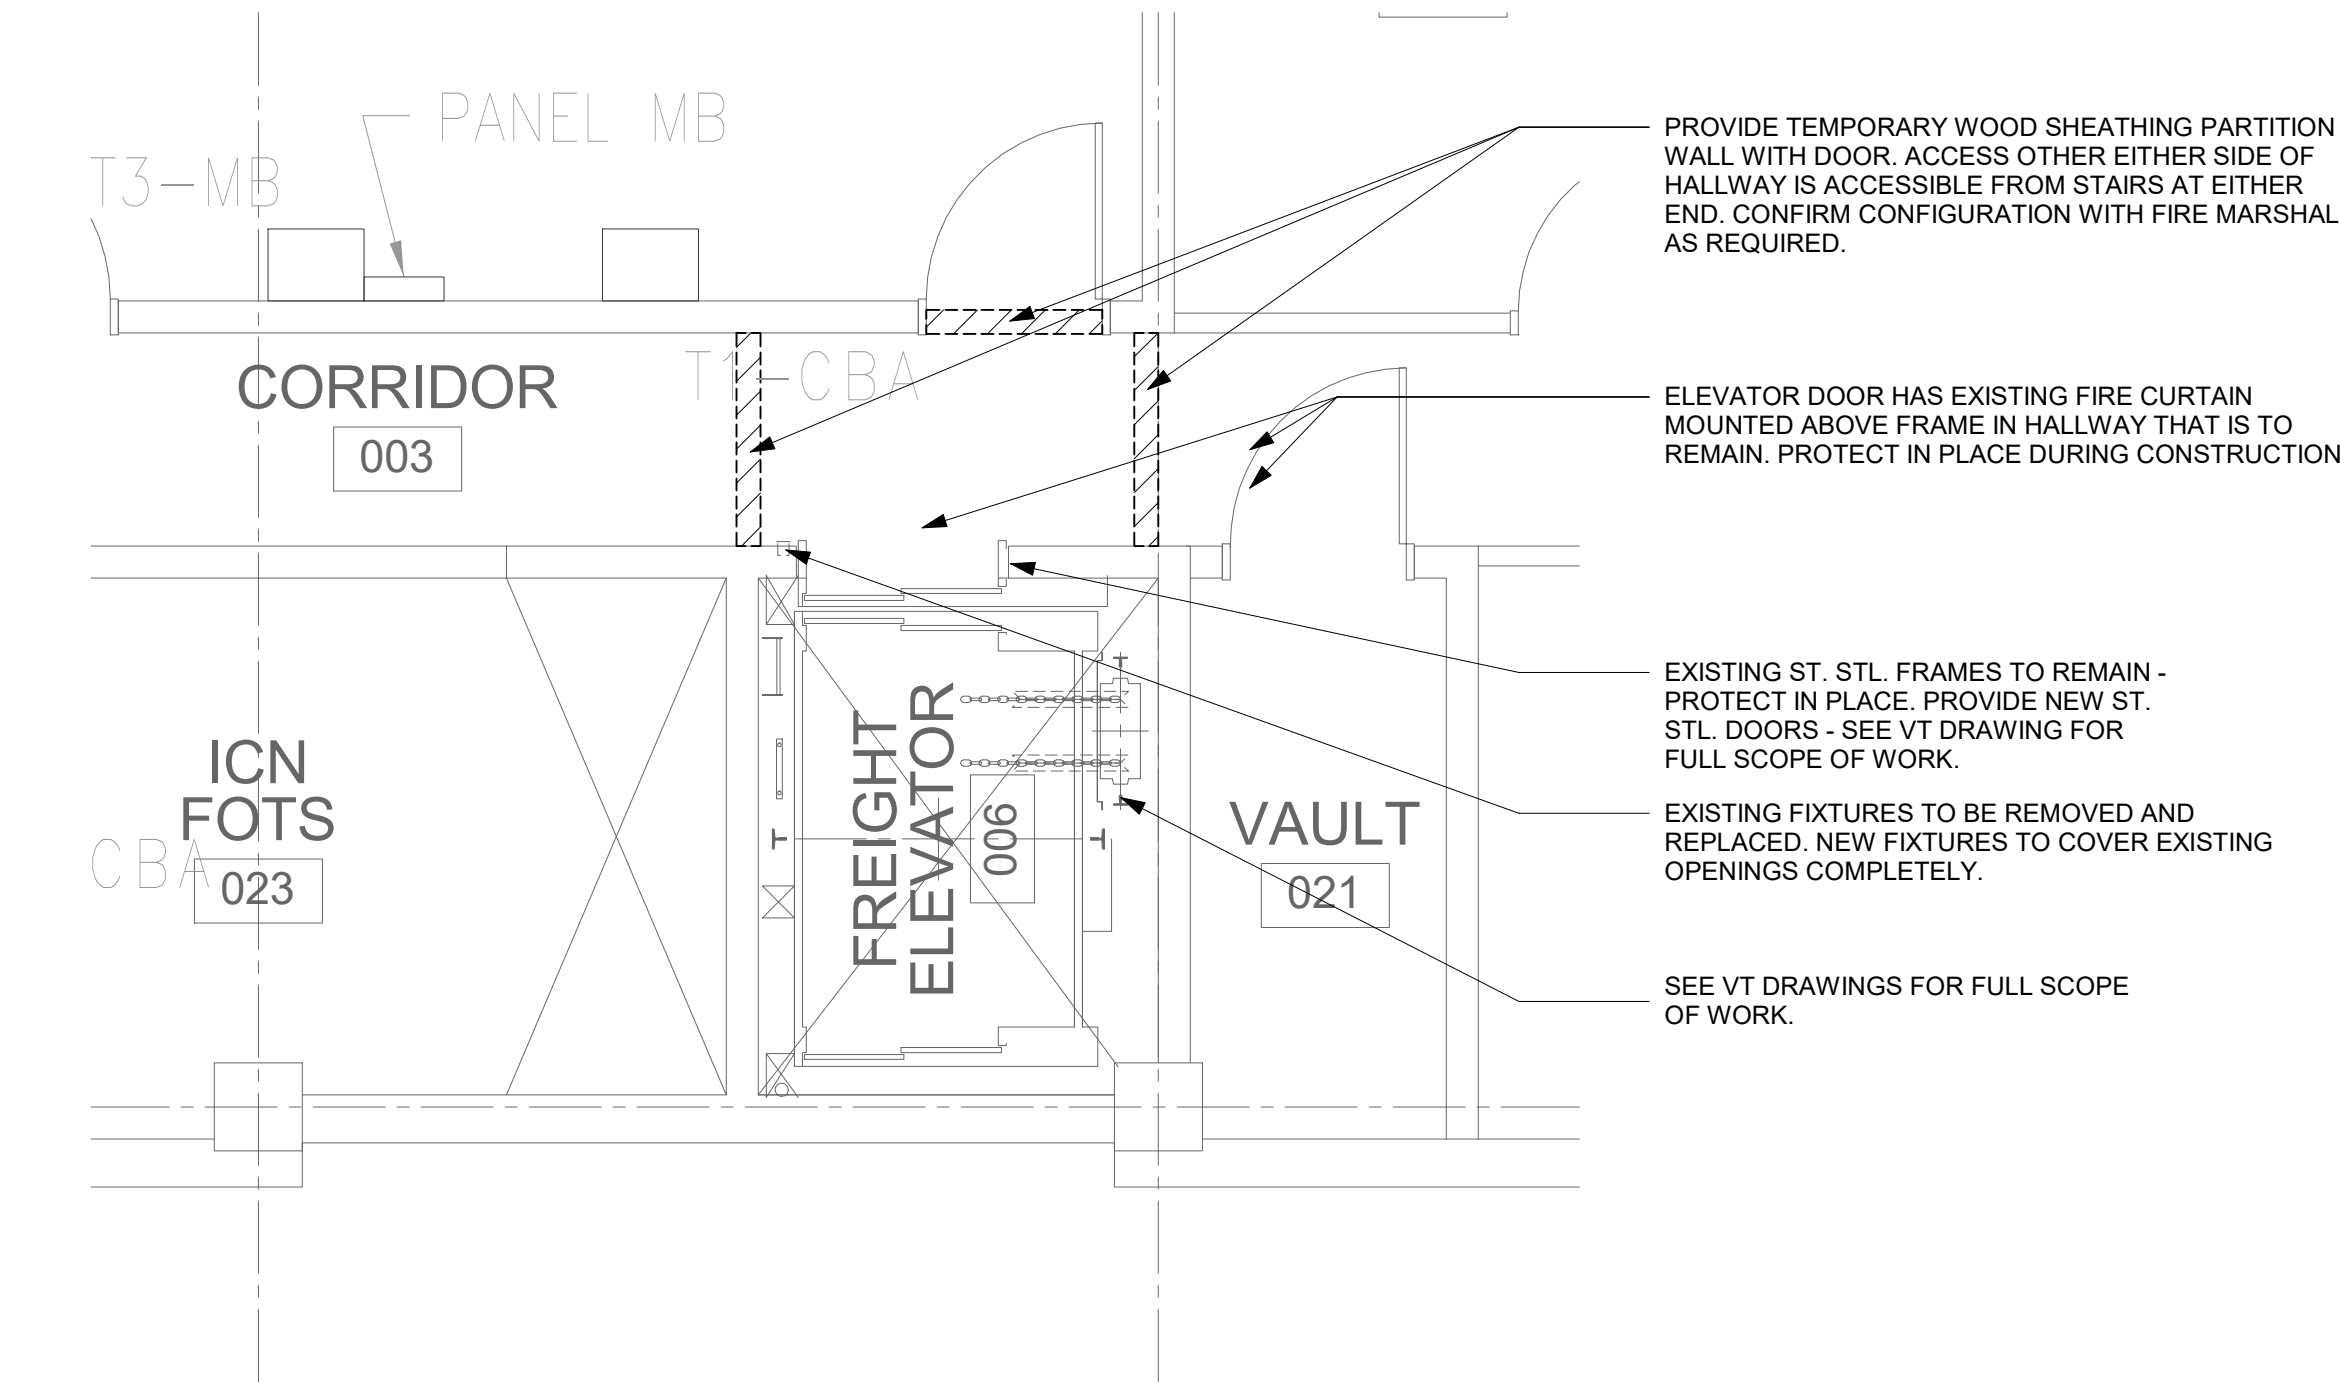 PANEL MB
T3-MB
PROVIDE TEMPORARY WOOD SHEATHING PARTITION
WALL WITH DOOR. ACCESS OTHER EITHER SIDE OF
HALLWAY IS ACCESSIBLE FROM STAIRS AT EITHER
END. CONFIRM CONFIGURATION WITH FIRE MARSHAL
AS REQUIRED.
CORRIDOR
003
T1-CBA
ELEVATOR DOOR HAS EXISTING FIRE CURTAIN
MOUNTED ABOVE FRAME IN HALLWAY THAT IS TO
REMAIN. PROTECT IN PLACE DURING CONSTRUCTION
EXISTING ST. STL. FRAMES TO REMAIN -
PROTECT IN PLACE. PROVIDE NEW ST.
STL. DOORS - SEE VT DRAWING FOR
FULL SCOPE OF WORK.
ICN
FOTS
023
CBA
FREIGHT
ELEVATOR
006
VAULT
021
EXISTING FIXTURES TO BE REMOVED AND
REPLACED. NEW FIXTURES TO COVER EXISTING
OPENINGS COMPLETELY.
SEE VT DRAWINGS FOR FULL SCOPE
OF WORK.